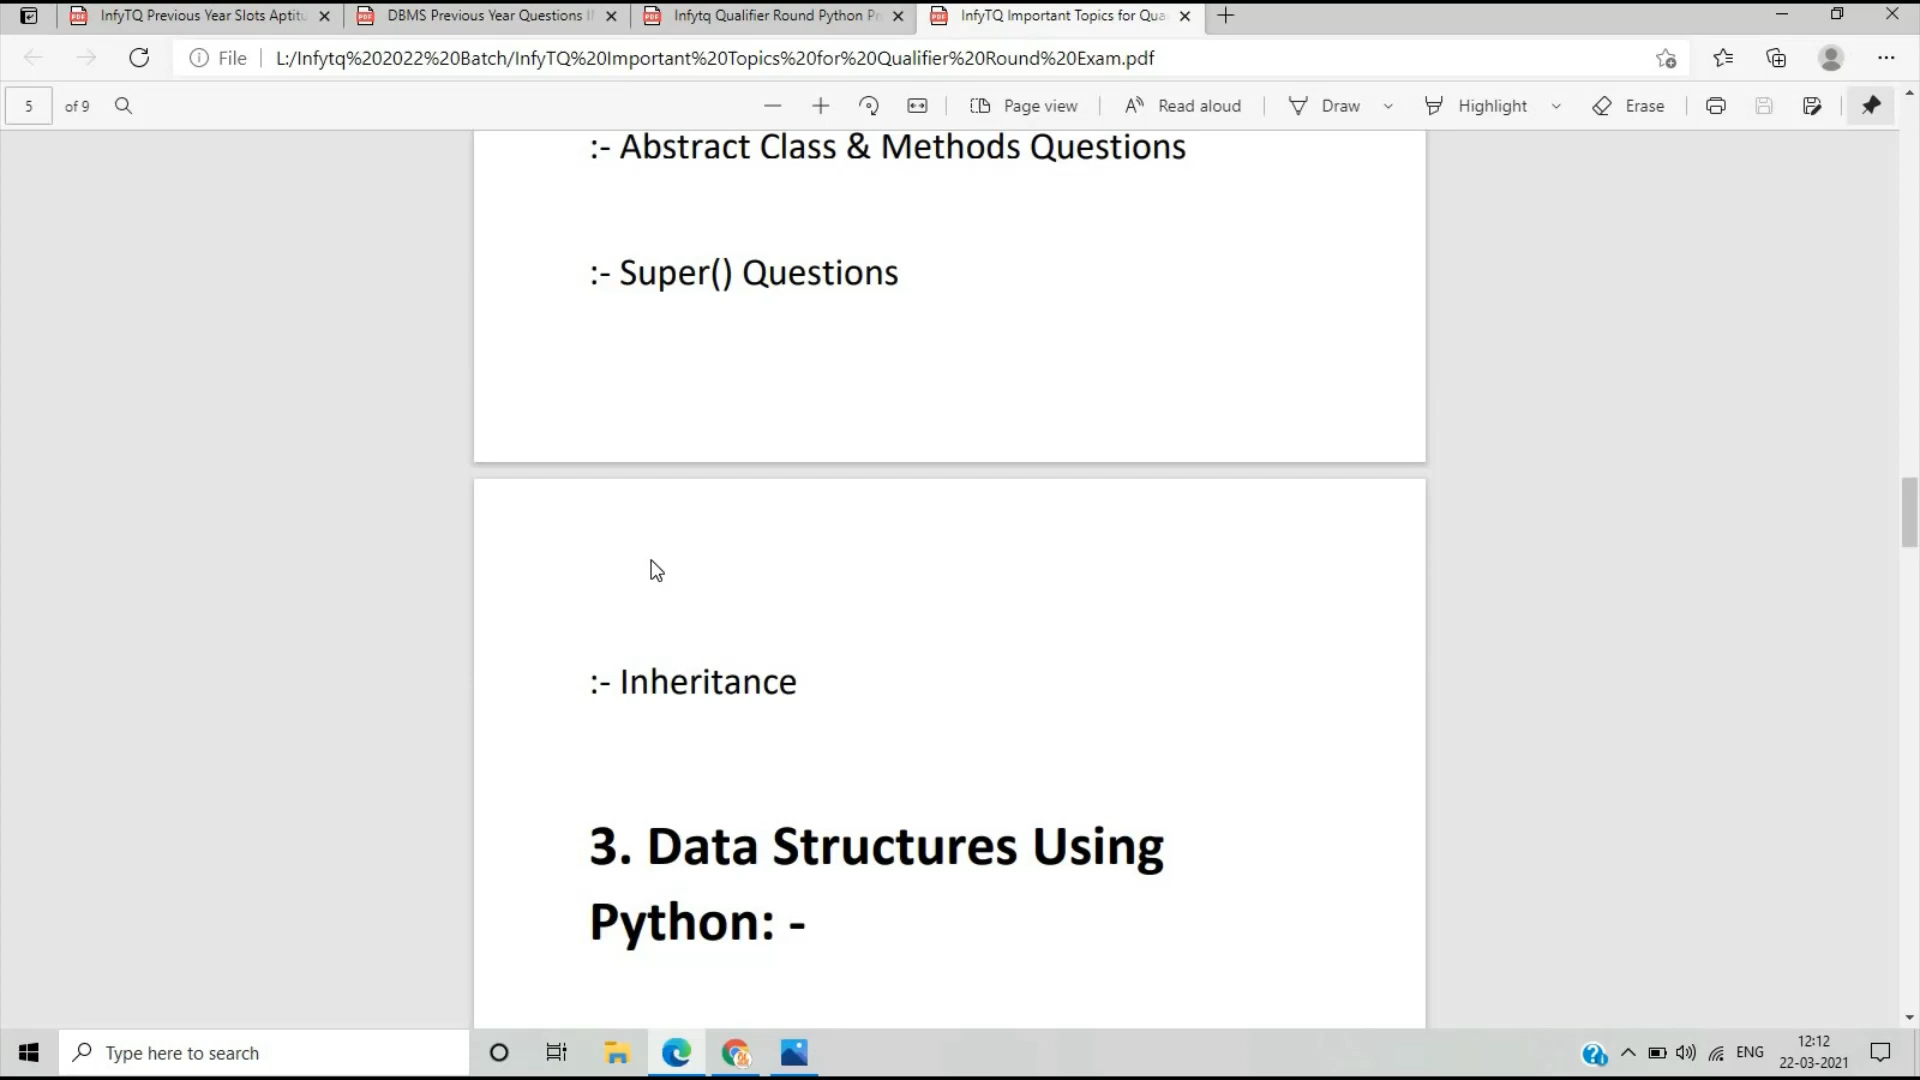 InfyTQ Previous Year Slots Aptitu
DBMS Previous Year Questions I
Infytq Qualifier Round Python Pr
InfyTQ Important Topics for Qua
File
L:/Infytq%202022%20Batch/InfyTQ%20Important%20Topics%20for%20Qualifier%20Round%20Exam.pdf
5 of 9
Page view
Read aloud
Draw
Highlight
Erase
:- Abstract Class & Methods Questions
:- Super() Questions
:- Inheritance
3. Data Structures Using
Python: -
Type here to search
ENG
12:12
22-03-2021